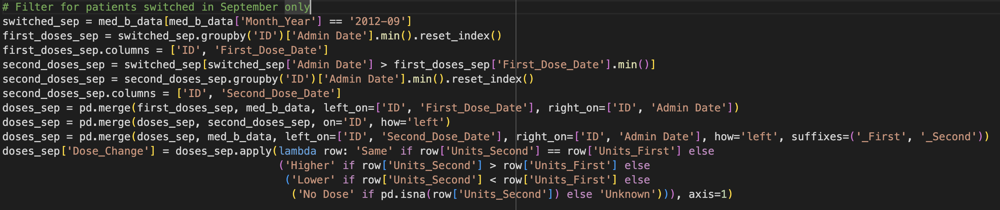 # Filter for patients switched in September only
switched_sep = med_b_data[med_b_data['Month_Year'] == '2012-09']
first_doses_sep = switched_sep.groupby('ID')['Admin Date'].min().reset_index()
first_doses_sep.columns = ['ID', 'First_Dose_Date']
second_doses_sep = switched_sep[switched_sep['Admin Date'] > first_doses_sep['First_Dose_Date'].min()]
second_doses_sep = second_doses_sep.groupby('ID')['Admin Date'].min().reset_index()
second_doses_sep.columns = ['ID', 'Second_Dose_Date']
doses_sep = pd.merge(first_doses_sep, med_b_data, left_on=['ID', 'First_Dose_Date'], right_on=['ID', 'Admin Date'])
doses_sep = pd.merge(doses_sep, second_doses_sep, on='ID', how='left')
doses_sep = pd.merge(doses_sep, med_b_data, left_on=['ID', 'Second_Dose_Date'], right_on=['ID', 'Admin Date'], how='left', suffixes=('_First', '_Second'))
doses_sep['Dose_Change'] = doses_sep.apply(lambda row: 'Same' if row['Units_Second'] == row['Units_First'] else
('Higher' if row['Units_Second'] > row['Units_First'] else
('Lower' if row['Units_Second'] < row['Units_First'] else
('No Dose' if pd.isna(row['Units_Second']) else 'Unknown'))), axis=1)